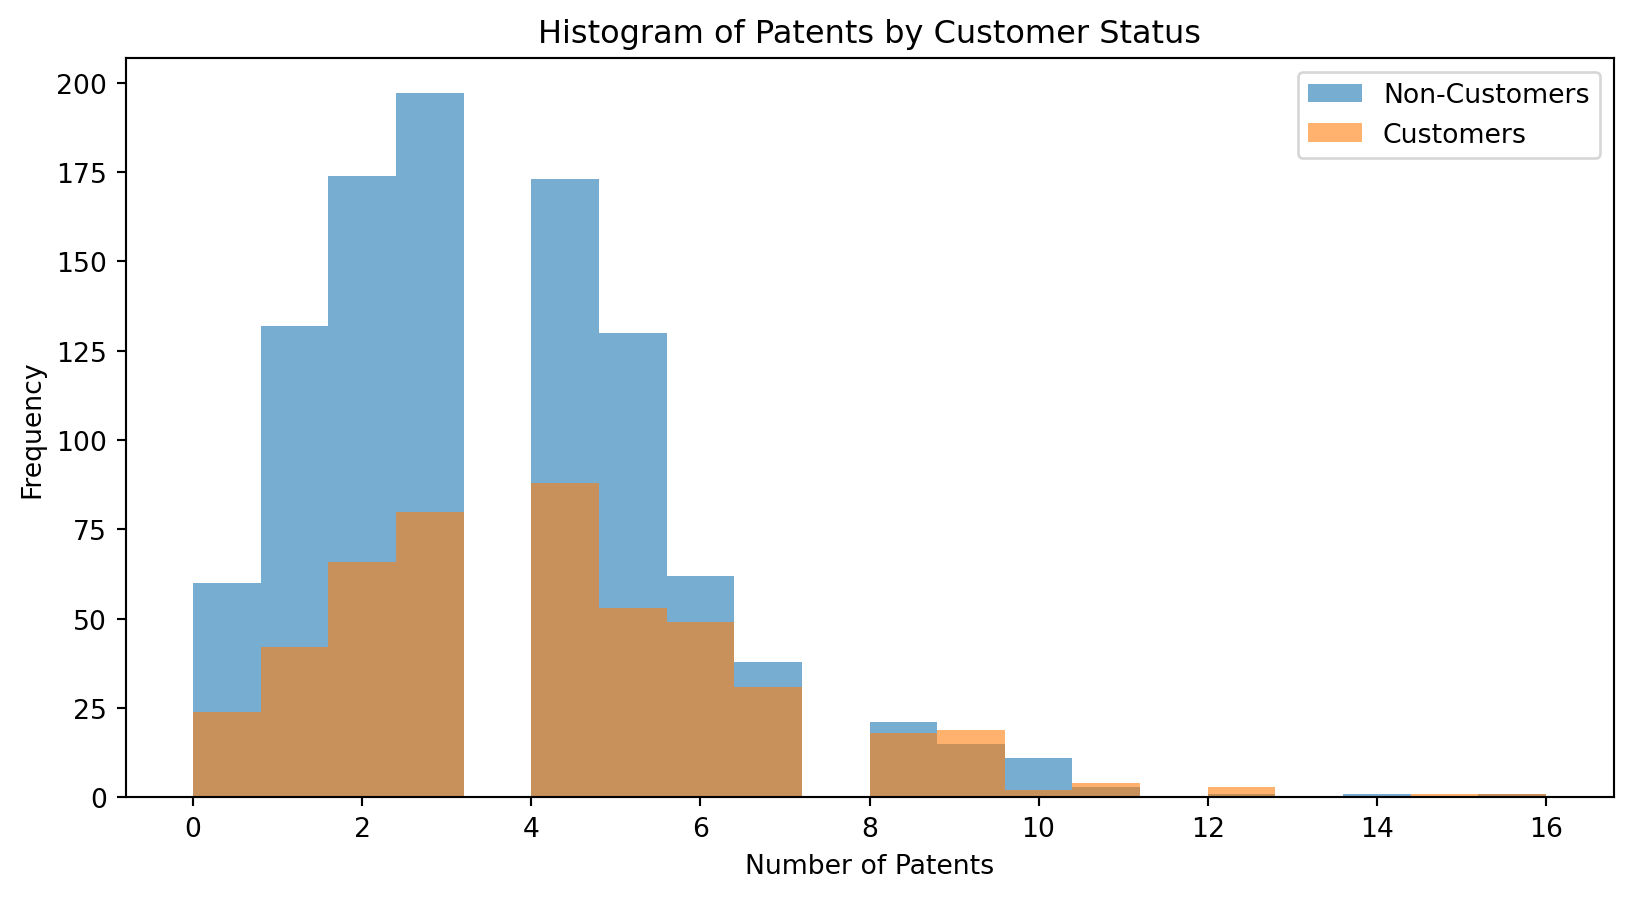 Histogram of Patents by Customer Status
Non-Customers
Customers
Frequency
200
175
150
125
100
75
50
25
0
0 2 4 6 8 10 12 14 16
Number of Patents